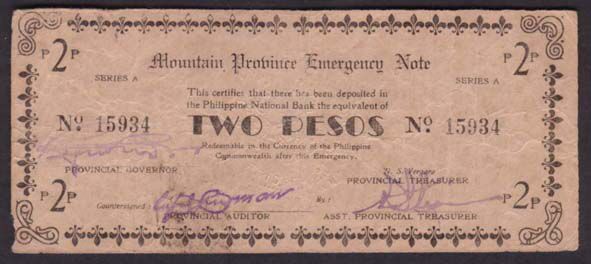 P2P P2P
Mountain Province Emergency Note
SERIES A SERIES A
This certifies that there has been deposited in
the Philippine National Bank the equivalent of
No 15934 TWO PESOS No 15934
Redeemable in the Currency of the Philippine
Commonwealth after this Emergency.
PROVINCIAL GOVERNOR
N. S. Vergara
PROVINCIAL TREASURER
P2P Countersigned: By: P2P
PROVINCIAL AUDITOR ASST. PROVINCIAL TREASURER